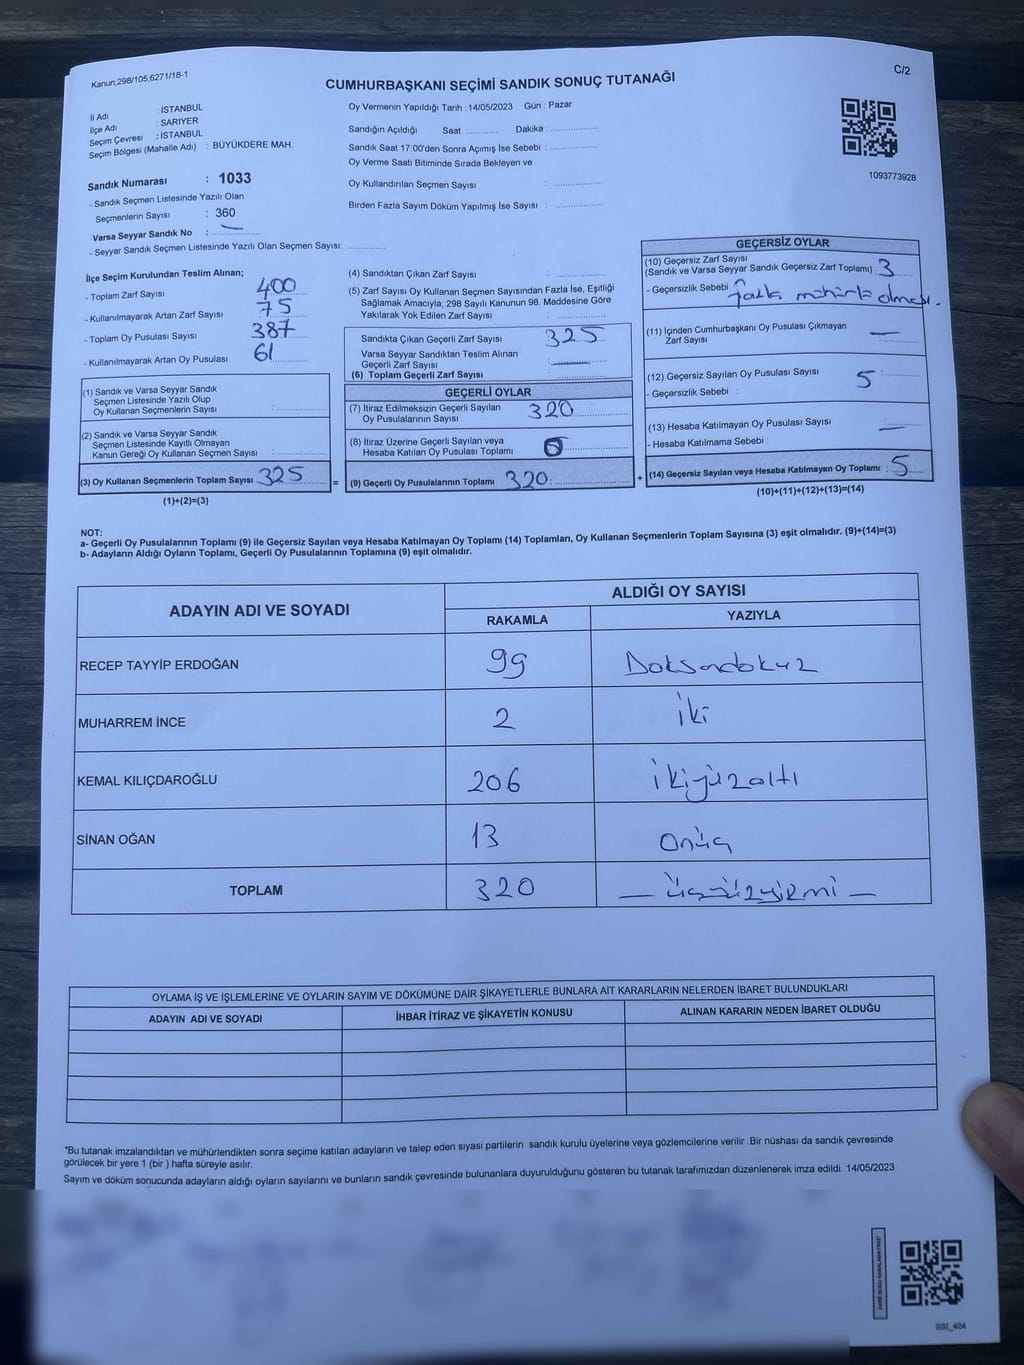 Kanun;298/105,6271/18-1
C/2
CUMHURBAŞKANI SEÇİMİ SANDIK SONUÇ TUTANAĞI
İl Adı : İSTANBUL
İlçe Adı : SARIYER
Seçim Çevresi : İSTANBUL
Seçim Bölgesi (Mahalle Adı) : BÜYÜKDERE MAH.
Sandık Numarası : 1033
- Sandık Seçmen Listesinde Yazılı Olan
Seçmenlerin Sayısı : 360
Varsa Seyyar Sandık No : —
- Seyyar Sandık Seçmen Listesinde Yazılı Olan Seçmen Sayısı:
Oy Vermenin Yapıldığı Tarih : 14/05/2023 Gün : Pazar
Sandığın Açıldığı Saat : Dakika :
Sandık Saat 17:00'den Sonra Açımış İse Sebebi :
Oy Verme Saati Bitiminde Sırada Bekleyen ve
Oy Kullandırılan Seçmen Sayısı :
Birden Fazla Sayım Döküm Yapılmış İse Sayısı :
1093773928
İlçe Seçim Kurulundan Teslim Alınan;
- Toplam Zarf Sayısı : 400
- Kullanılmayarak Artan Zarf Sayısı : 75
- Toplam Oy Pusulası Sayısı : 387
- Kullanılmayarak Artan Oy Pusulası : 61
(1) Sandık ve Varsa Seyyar Sandık
Seçmen Listesinde Yazılı Olup
Oy Kullanan Seçmenlerin Sayısı :
(2) Sandık ve Varsa Seyyar Sandık
Seçmen Listesinde Kayıtlı Olmayan
Kanun Gereği Oy Kullanan Seçmen Sayısı :
(3) Oy Kullanan Seçmenlerin Toplam Sayısı : 325
(1)+(2)=(3)
=
(4) Sandıktan Çıkan Zarf Sayısı :
(5) Zarf Sayısı Oy Kullanan Seçmen Sayısından Fazla İse, Eşitliği
Sağlamak Amacıyla; 298 Sayılı Kanunun 98. Maddesine Göre
Yakılarak Yok Edilen Zarf Sayısı :
Sandıkta Çıkan Geçerli Zarf Sayısı : 325
Varsa Seyyar Sandıktan Teslim Alınan
Geçerli Zarf Sayısı : —
(6) Toplam Geçerli Zarf Sayısı :
GEÇERLİ OYLAR
(7) İtiraz Edilmeksizin Geçerli Sayılan : 320
Oy Pusulalarının Sayısı
(8) İtiraz Üzerine Geçerli Sayılan veya
Hesaba Katılan Oy Pusulası Toplamı :
(9) Geçerli Oy Pusulalarının Toplamı : 320
+
GEÇERSİZ OYLAR
(10) Geçersiz Zarf Sayısı
(Sandık ve Varsa Seyyar Sandık Geçersiz Zarf Toplamı) : 3
- Geçersizlik Sebebi : fazla mühürlü olması.
(11) İçinden Cumhurbaşkanı Oy Pusulası Çıkmayan
Zarf Sayısı : —
(12) Geçersiz Sayılan Oy Pusulası Sayısı : 5
- Geçersizlik Sebebi :
(13) Hesaba Katılmayan Oy Pusulası Sayısı : —
- Hesaba Katılmama Sebebi :
(14) Geçersiz Sayılan veya Hesaba Katılmayan Oy Toplamı : 5
(10)+(11)+(12)+(13)=(14)
NOT:
a- Geçerli Oy Pusulalarının Toplamı (9) ile Geçersiz Sayılan veya Hesaba Katılmayan Oy Toplamı (14) Toplamları, Oy Kullanan Seçmenlerin Toplam Sayısına (3) eşit olmalıdır. (9)+(14)=(3)
b- Adayların Aldığı Oyların Toplamı, Geçerli Oy Pusulalarının Toplamına (9) eşit olmalıdır.
ADAYIN ADI VE SOYADI
ALDIĞI OY SAYISI
RAKAMLA YAZIYLA
RECEP TAYYİP ERDOĞAN 99 Doksandokuz
MUHARREM İNCE 2 iki
KEMAL KILIÇDAROĞLU 206 ikiyüzaltı
SİNAN OĞAN 13 onüç
TOPLAM 320 — üçyüzyirmi —
OYLAMA İŞ VE İŞLEMLERİNE VE OYLARIN SAYIM VE DÖKÜMÜNE DAİR ŞİKAYETLERLE BUNLARA AİT KARARLARIN NELERDEN İBARET BULUNDUKLARI
ADAYIN ADI VE SOYADI İHBAR İTİRAZ VE ŞİKAYETİN KONUSU ALINAN KARARIN NEDEN İBARET OLDUĞU
*Bu tutanak imzalandıktan ve mühürlendikten sonra seçime katılan adayların ve talep eden siyasi partilerin sandık kurulu üyelerine veya gözlemcilerine verilir .Bir nüshası da sandık çevresinde
görülecek bir yere 1 (bir ) hafta süreyle asılır.
Sayım ve döküm sonucunda adayların aldığı oyların sayılarını ve bunların sandık çevresinde bulunanlara duyurulduğunu gösteren bu tutanak tarafımızdan düzenlenerek imza edildi. 14/05/2023